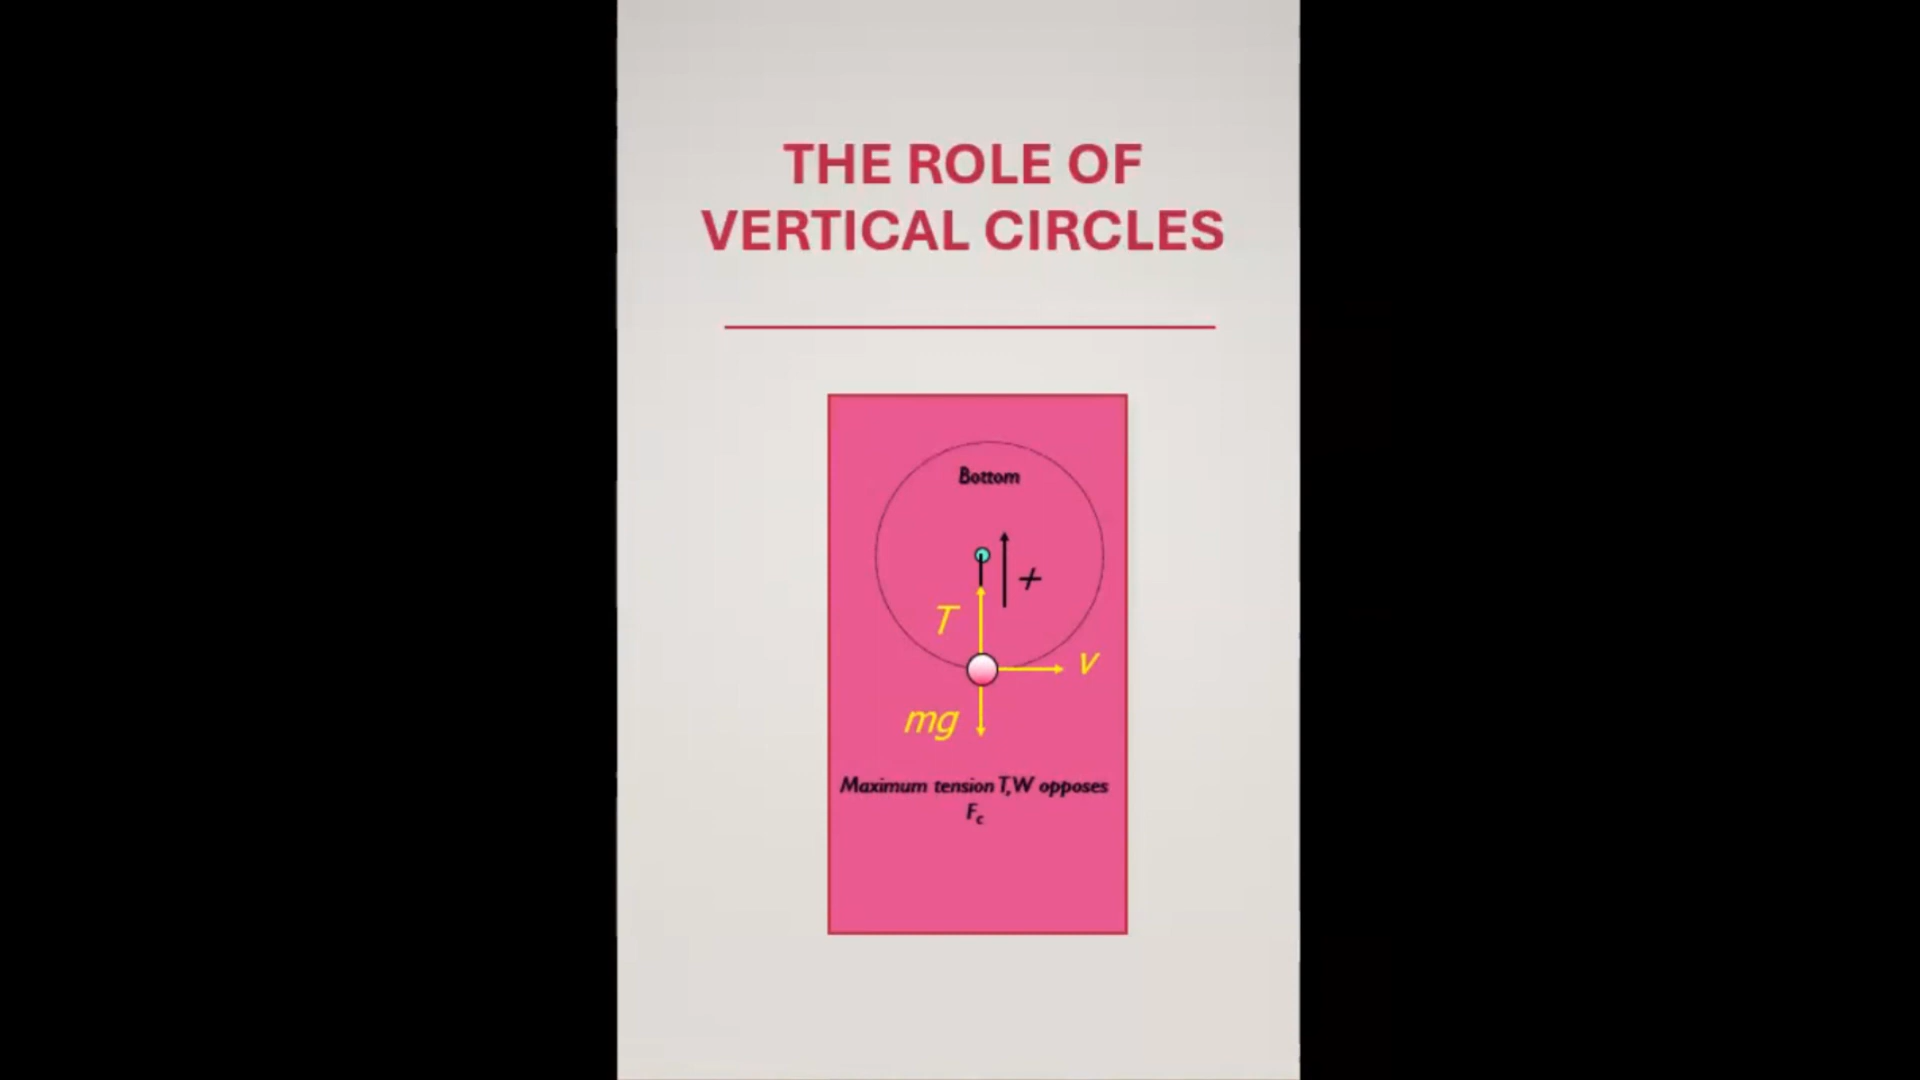 THE ROLE OF
VERTICAL CIRCLES
Bottom
+
T
v
mg
Maximum tension T,W opposes
Fc